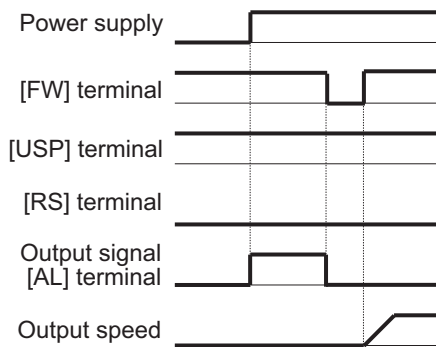 Power supply
[FW] terminal
[USP] terminal
[RS] terminal
Output signal
[AL] terminal
Output speed